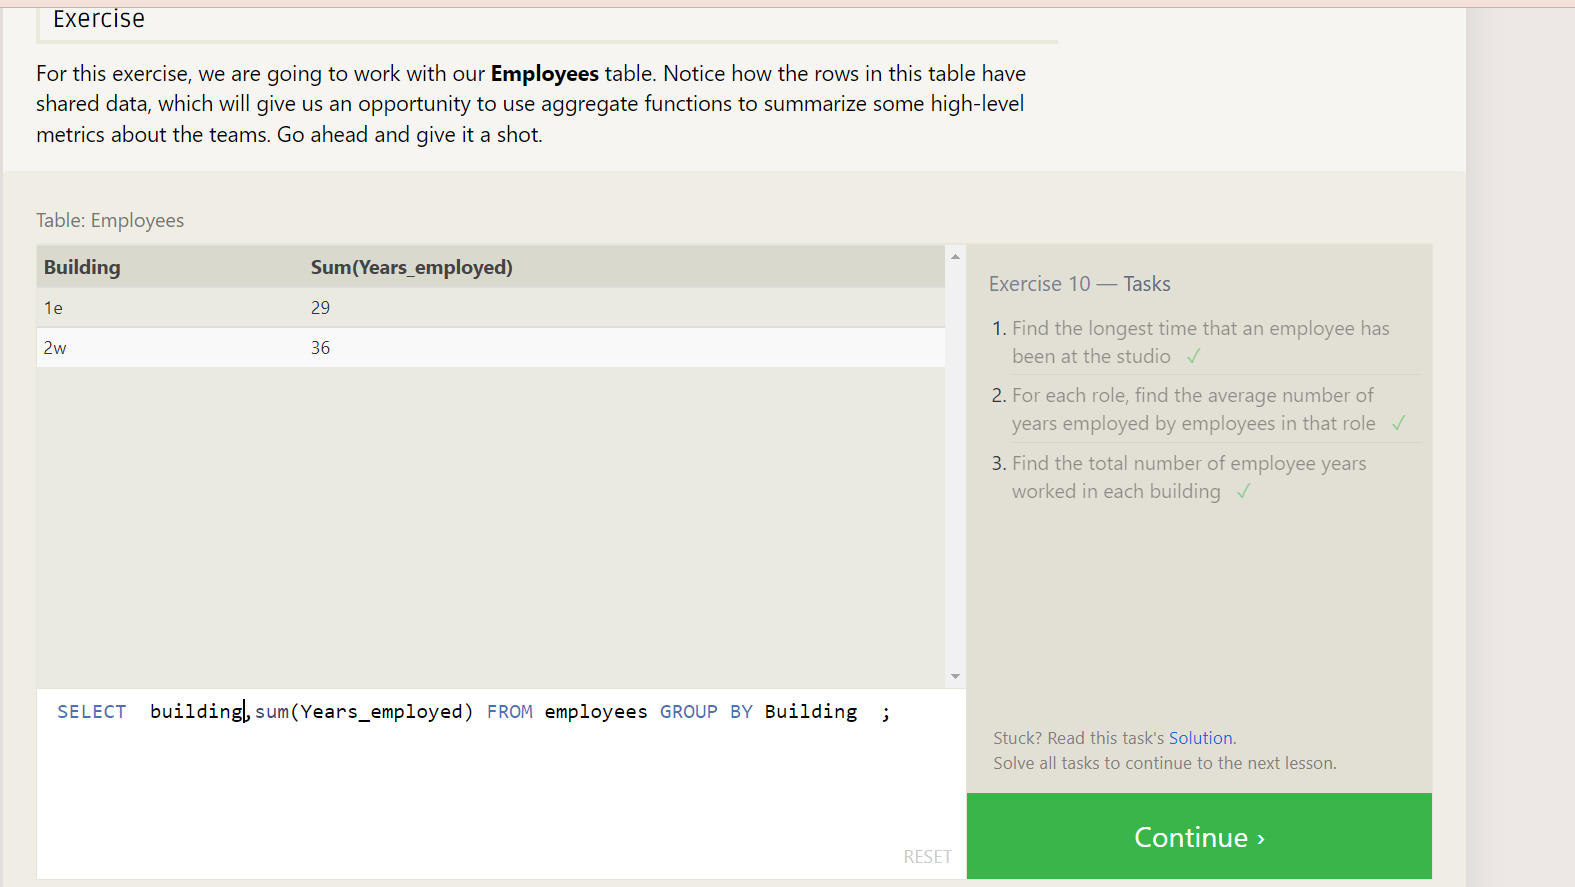 Exercise
For this exercise, we are going to work with our Employees table. Notice how the rows in this table have
shared data, which will give us an opportunity to use aggregate functions to summarize some high-level
metrics about the teams. Go ahead and give it a shot.
Table: Employees
Building Sum(Years_employed)
1e 29
2w 36
SELECT  building,sum(Years_employed) FROM employees GROUP BY Building  ;
RESET
Exercise 10 — Tasks
1. Find the longest time that an employee has
been at the studio ✓
2. For each role, find the average number of
years employed by employees in that role ✓
3. Find the total number of employee years
worked in each building ✓
Stuck? Read this task's Solution.
Solve all tasks to continue to the next lesson.
Continue ›